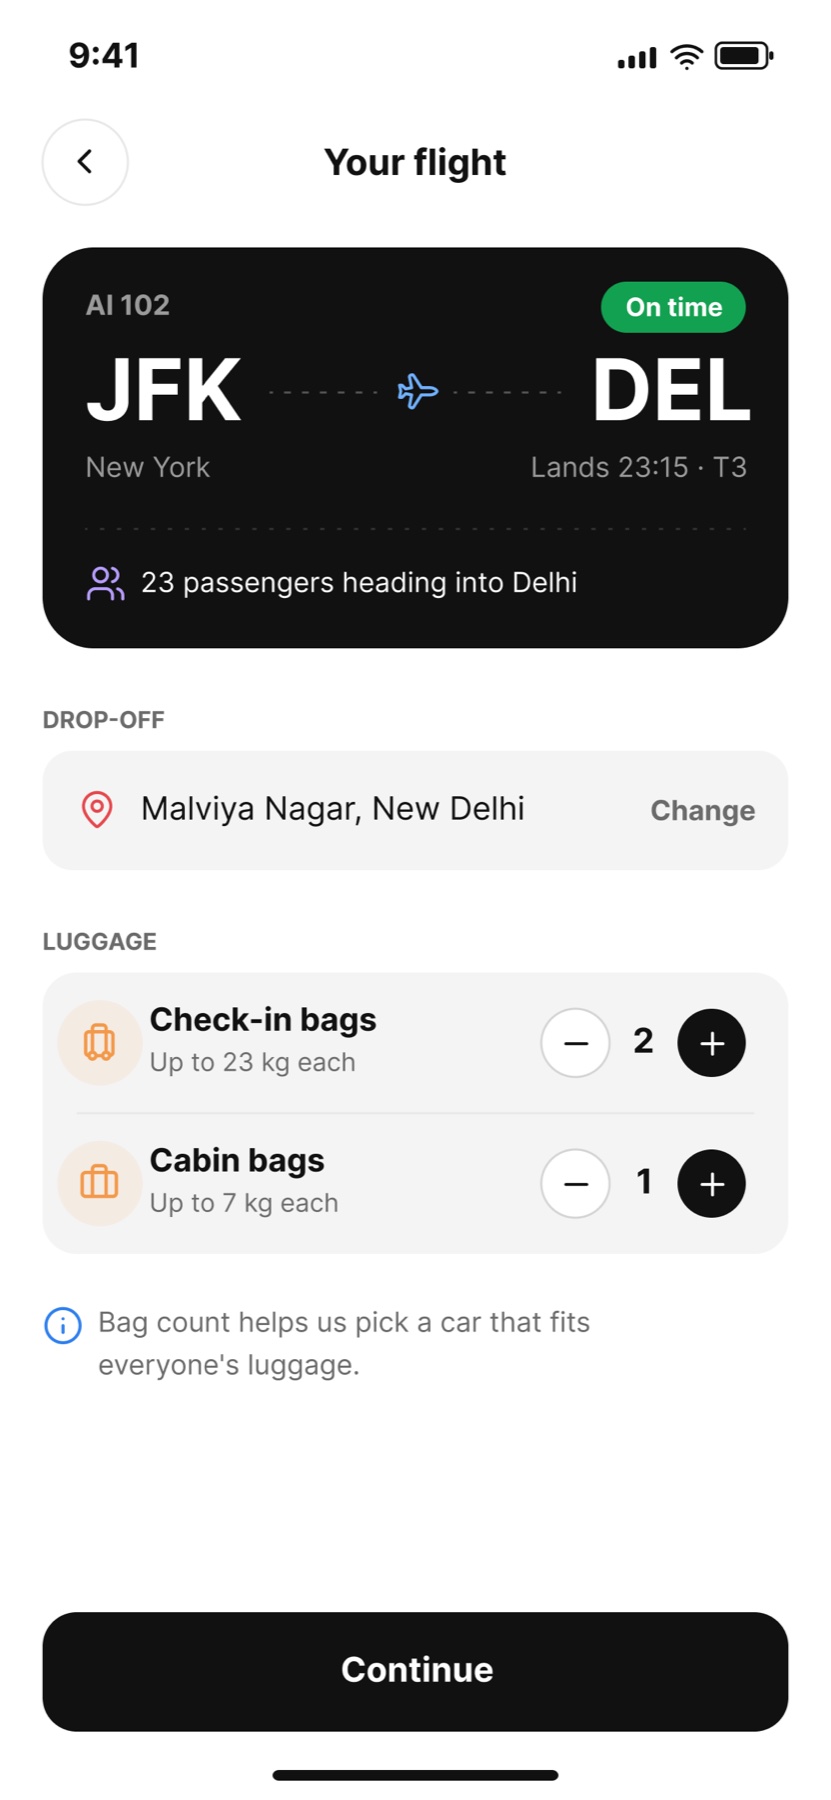 9:41
Your flight
AI 102
On time
JFK
DEL
New York
Lands 23:15 · T3
23 passengers heading into Delhi
DROP-OFF
Malviya Nagar, New Delhi
Change
LUGGAGE
Check-in bags
Up to 23 kg each
2
Cabin bags
Up to 7 kg each
1
Bag count helps us pick a car that fits
everyone's luggage.
Continue